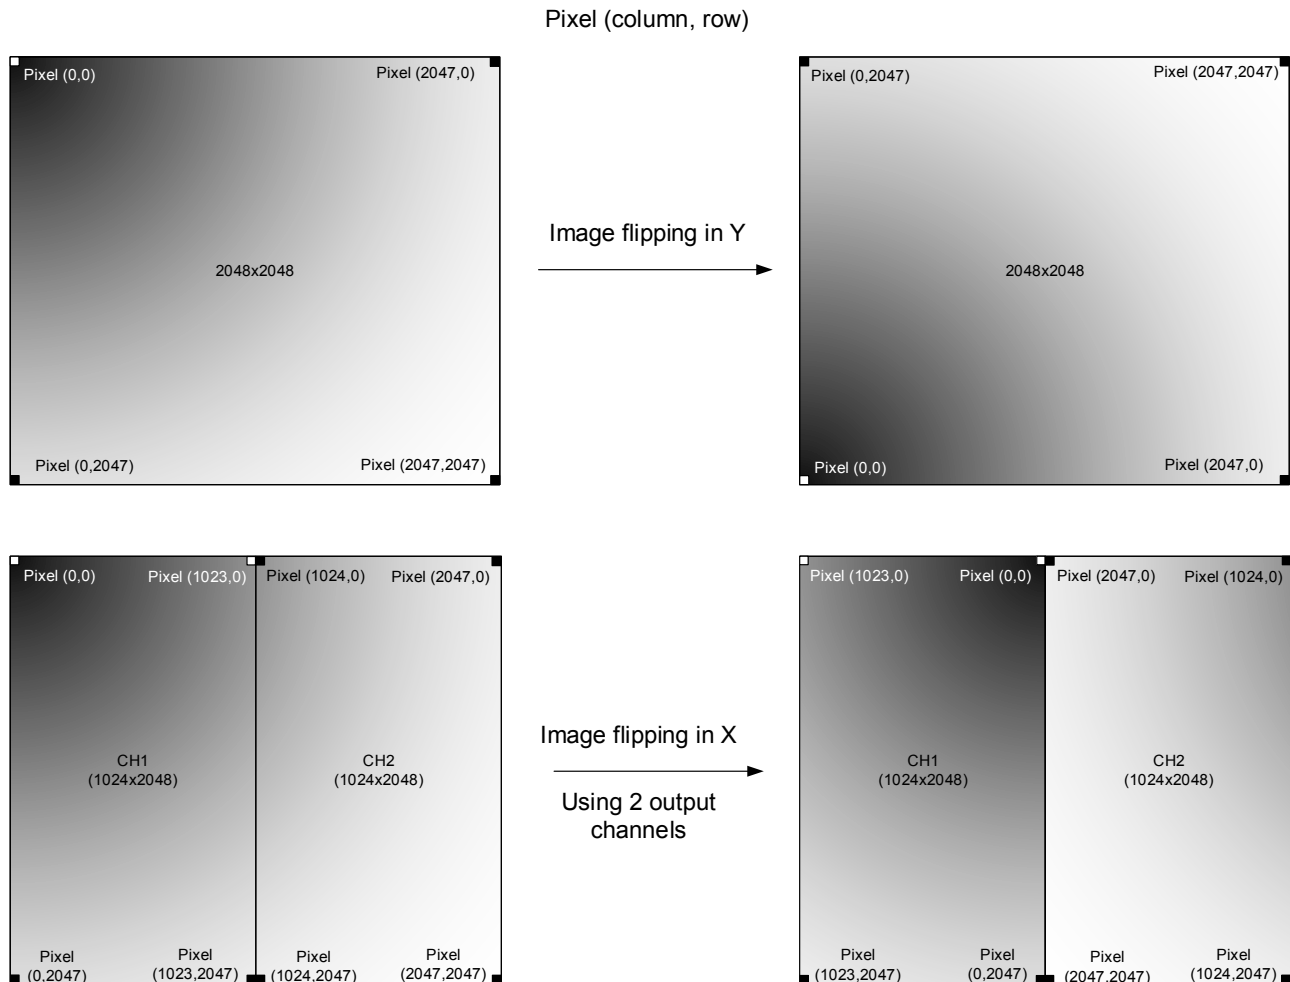 Pixel (column, row)
Pixel (0,0)
Pixel (2047,0)
2048x2048
Pixel (0,2047)
Pixel (2047,2047)
Image flipping in Y
Pixel (0,2047)
Pixel (2047,2047)
2048x2048
Pixel (0,0)
Pixel (2047,0)
Pixel (0,0)
Pixel (1023,0)
Pixel (1024,0)
Pixel (2047,0)
CH1
(1024x2048)
CH2
(1024x2048)
Pixel
(0,2047)
Pixel
(1023,2047)
Pixel
(1024,2047)
Pixel
(2047,2047)
Image flipping in X
Using 2 output
channels
Pixel (1023,0)
Pixel (0,0)
Pixel (2047,0)
Pixel (1024,0)
CH1
(1024x2048)
CH2
(1024x2048)
Pixel
(1023,2047)
Pixel
(0,2047)
Pixel
(2047,2047)
Pixel
(1024,2047)